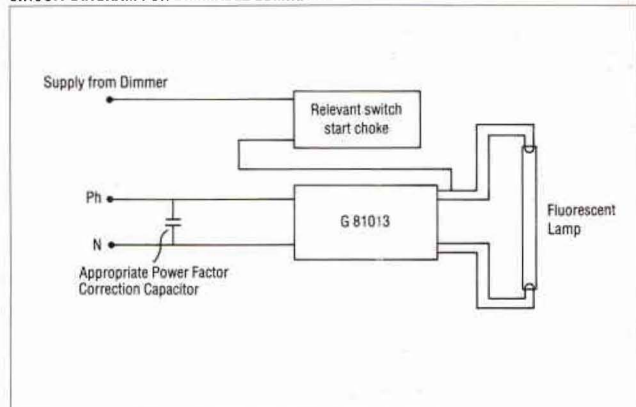 Supply from Dimmer
Relevant switch
start choke
Ph
G 81013
N
Fluorescent
Lamp
Appropriate Power Factor
Correction Capacitor